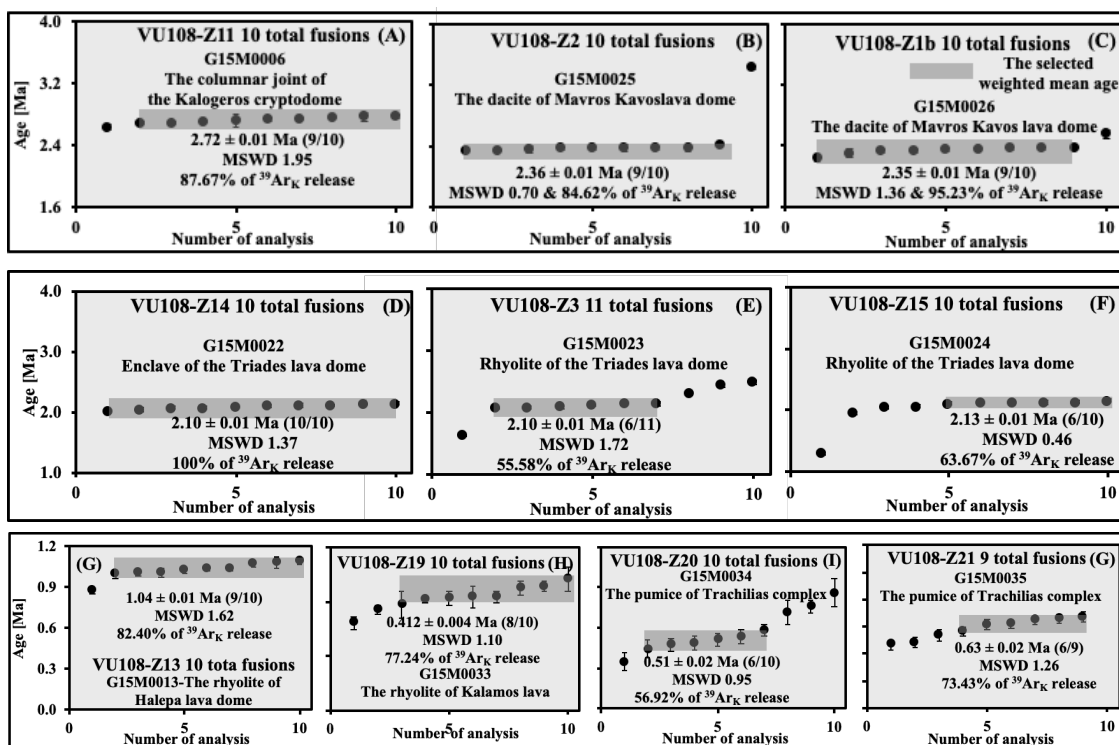 VU108-Z11 10 total fusions (A)
G15M0006
The columnar joint of
the Kalogeros cryptodome
2.72 ± 0.01 Ma (9/10)
MSWD 1.95
87.67% of ³⁹Ar_K release
4.0
3.2
2.4
1.6
Age [Ma]
0 5 10
Number of analysis
VU108-Z2 10 total fusions (B)
G15M0025
The dacite of Mavros Kavoslava dome
2.36 ± 0.01 Ma (9/10)
MSWD 0.70 & 84.62% of ³⁹Ar_K release
0 5 10
Number of analysis
VU108-Z1b 10 total fusions (C)
The selected
weighted mean age
G15M0026
The dacite of Mavros Kavos lava dome
2.35 ± 0.01 Ma (9/10)
MSWD 1.36 & 95.23% of ³⁹Ar_K release
0 5 10
Number of analysis
VU108-Z14 10 total fusions (D)
G15M0022
Enclave of the Triades lava dome
2.10 ± 0.01 Ma (10/10)
MSWD 1.37
100% of ³⁹Ar_K release
4.0
3.0
2.0
1.0
Age [Ma]
0 5 10
Number of analysis
VU108-Z3 11 total fusions (E)
G15M0023
Rhyolite of the Triades lava dome
2.10 ± 0.01 Ma (6/11)
MSWD 1.72
55.58% of ³⁹Ar_K release
0 5 10
Number of analysis
VU108-Z15 10 total fusions (F)
G15M0024
Rhyolite of the Triades lava dome
2.13 ± 0.01 Ma (6/10)
MSWD 0.46
63.67% of ³⁹Ar_K release
0 5 10
Number of analysis
(G)
1.04 ± 0.01 Ma (9/10)
MSWD 1.62
82.40% of ³⁹Ar_K release
VU108-Z13 10 tota fusions
G15M0013-The rhyolite of
Halepa lava dome
1.2
0.9
0.6
0.3
0.0
Age [Ma]
0 5 10
Number of analysis
VU108-Z19 10 total fusions (H)
0.412 ± 0.004 Ma (8/10)
MSWD 1.10
77.24% of ³⁹Ar_K release
G15M0033
The rhyolite of Kalamos lava
0 5 10
Number of analysis
VU108-Z20 10 total fusions (I)
G15M0034
The pumice of Trachilias complex
0.51 ± 0.02 Ma (6/10)
MSWD 0.95
56.92% of ³⁹Ar_K release
0 5 10
Number of analysis
VU108-Z21 9 total fusions (G)
G15M0035
The pumice of Trachilias complex
0.63 ± 0.02 Ma (6/9)
MSWD 1.26
73.43% of ³⁹Ar_K release
0 5 10
Number of analysis